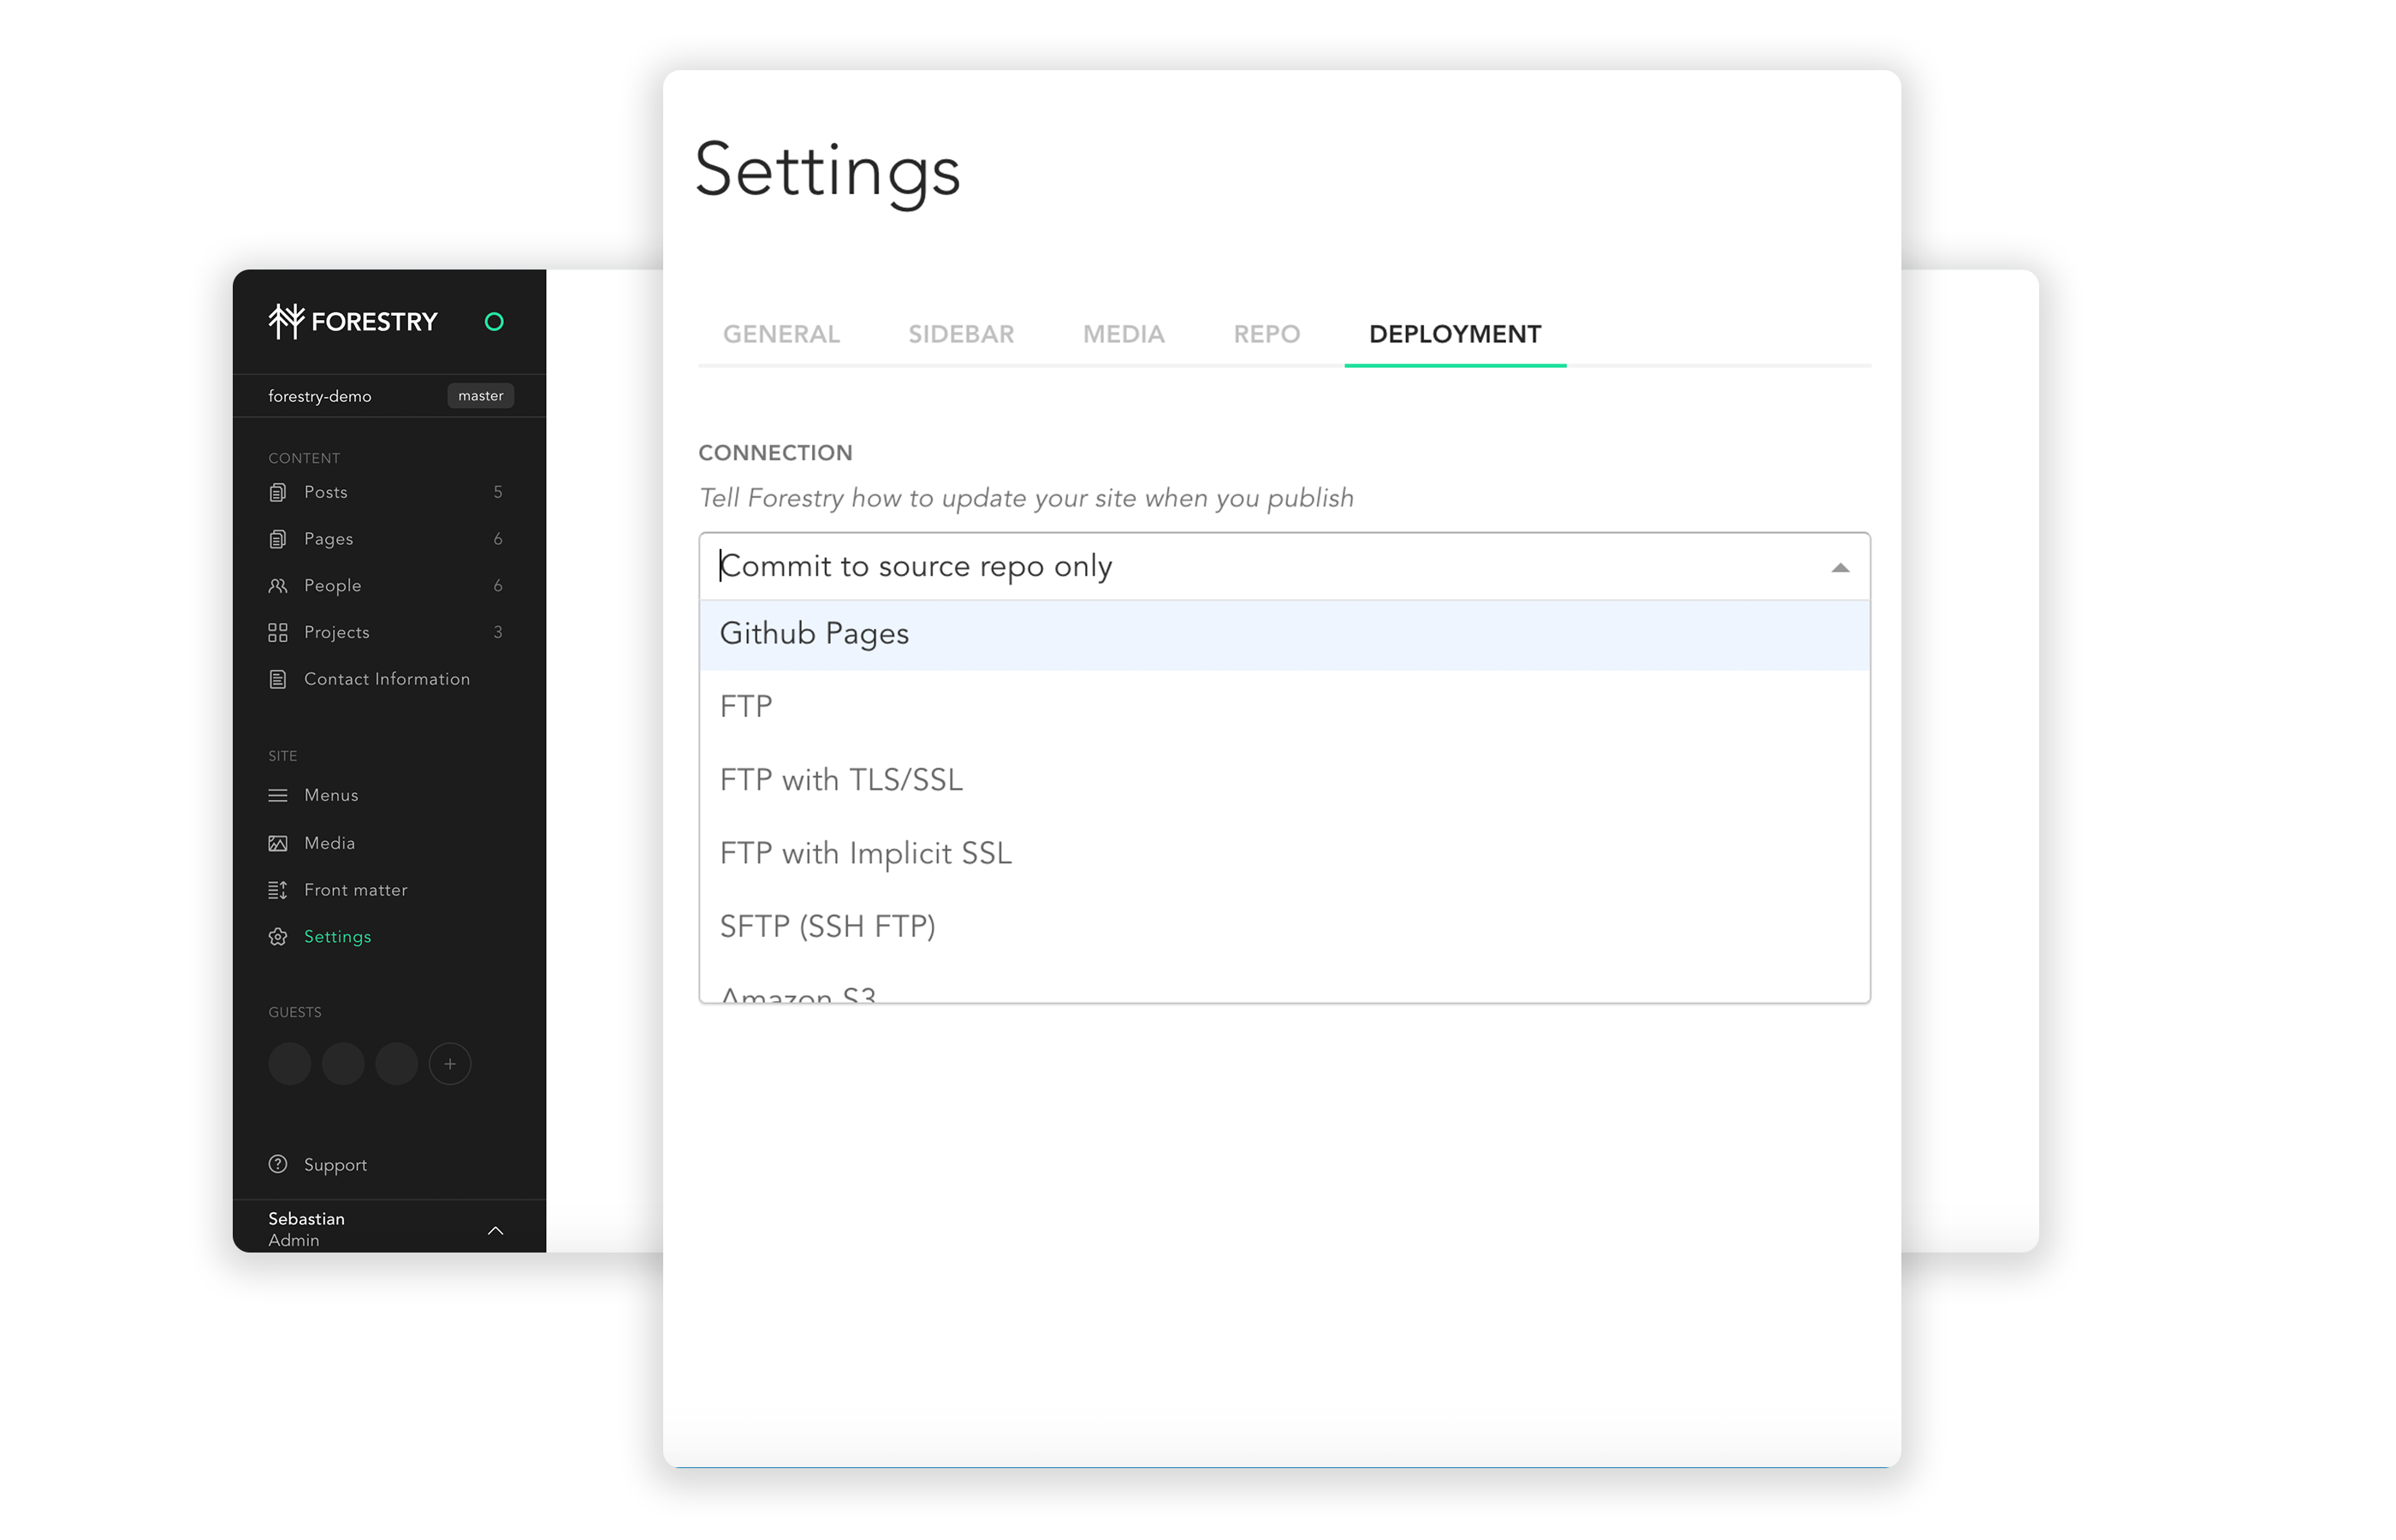 FORESTRY
forestry-demo master
CONTENT
Posts 5
Pages 6
People 6
Projects 3
Contact Information
SITE
Menus
Media
Front matter
Settings
GUESTS
+
Support
Sebastian
Admin
Settings
GENERAL SIDEBAR MEDIA REPO DEPLOYMENT
CONNECTION
Tell Forestry how to update your site when you publish
Commit to source repo only
Github Pages
FTP
FTP with TLS/SSL
FTP with Implicit SSL
SFTP (SSH FTP)
Amazon S3